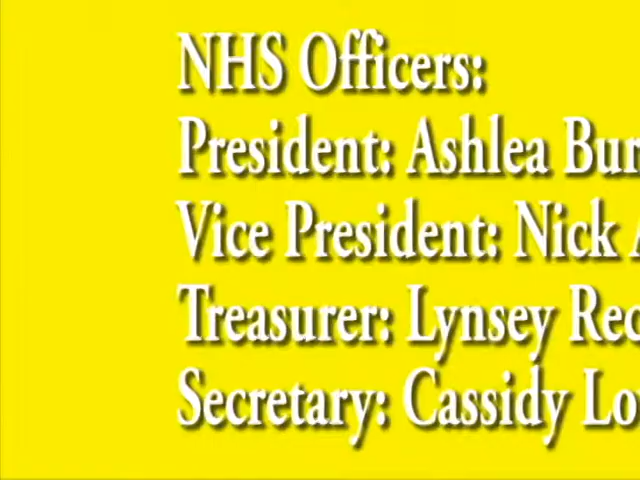 NHS Officers:
President: Ashlea Bur
Vice President: Nick
Treasurer: Lynsey Rec
Secretary: Cassidy Lo